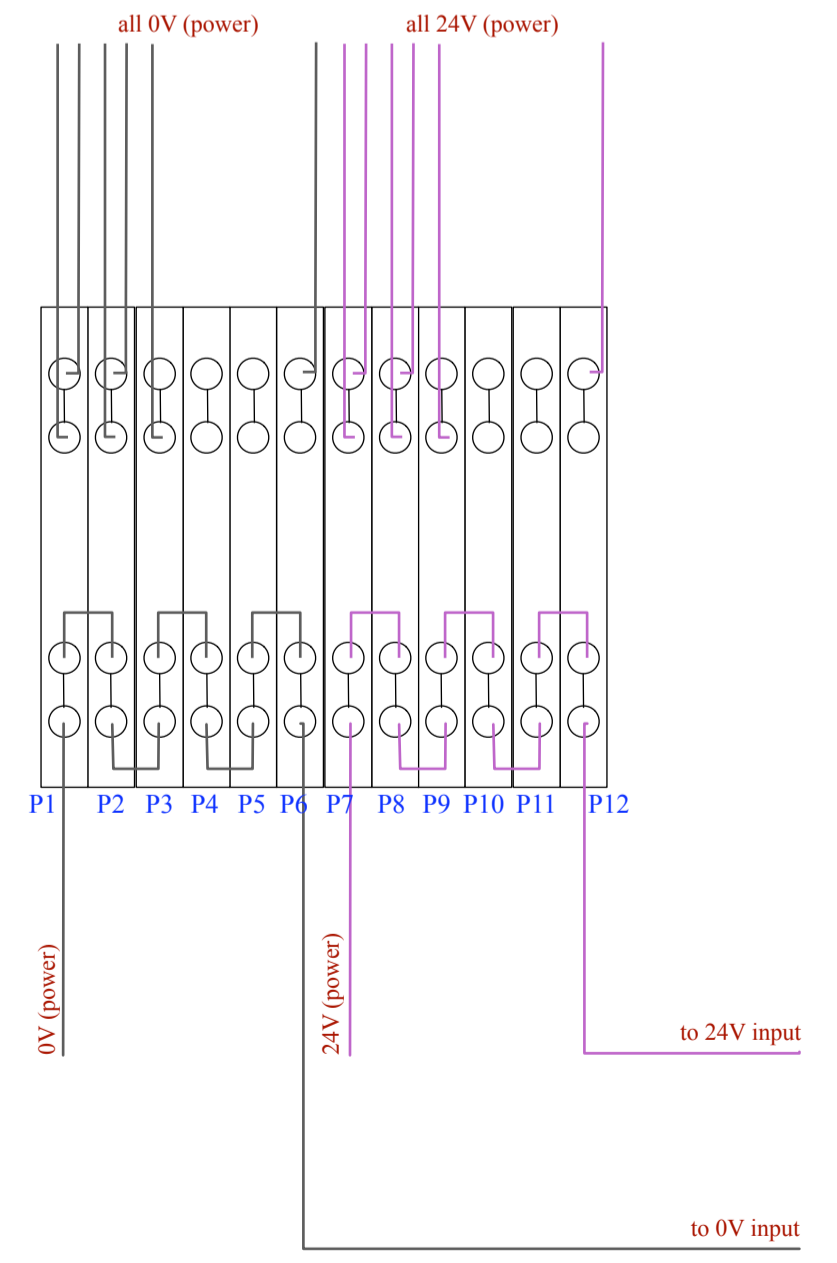 all 0V (power)
all 24V (power)
P1
P2
P3
P4
P5
P6
P7
P8
P9
P10
P11
P12
0V (power)
24V (power)
to 24V input
to 0V input